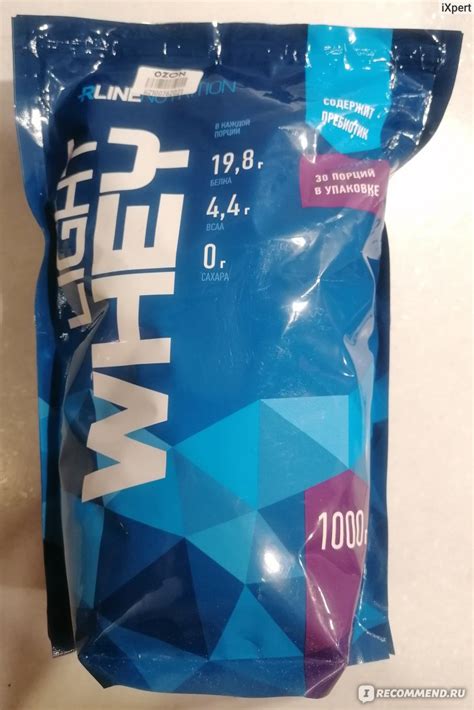 iXpert
OZON
RLINE NUTRITION
LIGHT
WHEY
В КАЖДОЙ
ПОРЦИИ
19,8 г
БЕЛКА
4,4 г
BCAA
0 г
САХАРА
СОДЕРЖИТ
ПРЕБИОТИК
30 ПОРЦИЙ
В УПАКОВКЕ
1000г
I RECOMMEND.RU